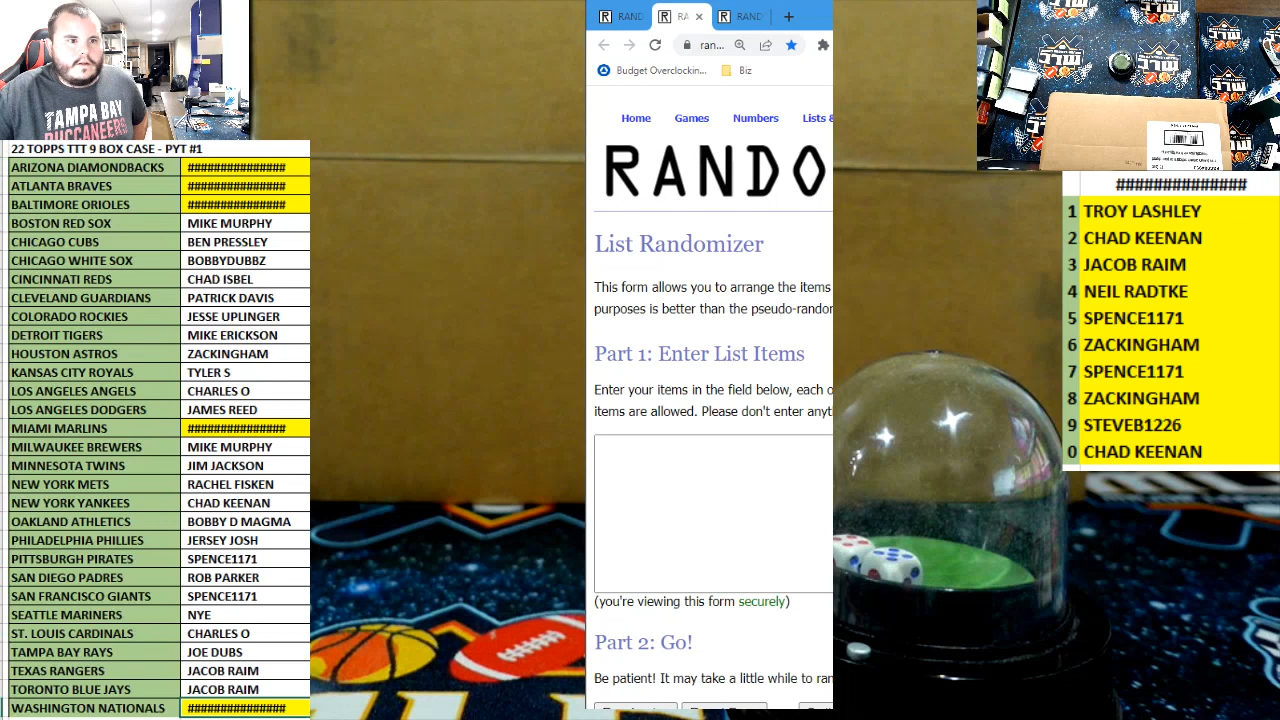 TAMPA BAY
BUCCANEERS
22 TOPPS TTT 9 BOX CASE - PYT #1
ARIZONA DIAMONDBACKS ###############
ATLANTA BRAVES ###############
BALTIMORE ORIOLES ###############
BOSTON RED SOX MIKE MURPHY
CHICAGO CUBS BEN PRESSLEY
CHICAGO WHITE SOX BOBBYDUBBZ
CINCINNATI REDS CHAD ISBEL
CLEVELAND GUARDIANS PATRICK DAVIS
COLORADO ROCKIES JESSE UPLINGER
DETROIT TIGERS MIKE ERICKSON
HOUSTON ASTROS ZACKINGHAM
KANSAS CITY ROYALS TYLER S
LOS ANGELES ANGELS CHARLES O
LOS ANGELES DODGERS JAMES REED
MIAMI MARLINS ###############
MILWAUKEE BREWERS MIKE MURPHY
MINNESOTA TWINS JIM JACKSON
NEW YORK METS RACHEL FISKEN
NEW YORK YANKEES CHAD KEENAN
OAKLAND ATHLETICS BOBBY D MAGMA
PHILADELPHIA PHILLIES JERSEY JOSH
PITTSBURGH PIRATES SPENCE1171
SAN DIEGO PADRES ROB PARKER
SAN FRANCISCO GIANTS SPENCE1171
SEATTLE MARINERS NYE
ST. LOUIS CARDINALS CHARLES O
TAMPA BAY RAYS JOE DUBS
TEXAS RANGERS JACOB RAIM
TORONTO BLUE JAYS JACOB RAIM
WASHINGTON NATIONALS ###############
RAND RA RAND
ran...
Budget Overclockin... Biz
Home Games Numbers Lists &
RANDO
List Randomizer
This form allows you to arrange the items
purposes is better than the pseudo-random
Part 1: Enter List Items
Enter your items in the field below, each o
items are allowed. Please don't enter anyt
(you're viewing this form securely)
Part 2: Go!
Be patient! It may take a little while to ran
##############
1 TROY LASHLEY
2 CHAD KEENAN
3 JACOB RAIM
4 NEIL RADTKE
5 SPENCE1171
6 ZACKINGHAM
7 SPENCE1171
8 ZACKINGHAM
9 STEVEB1226
0 CHAD KEENAN